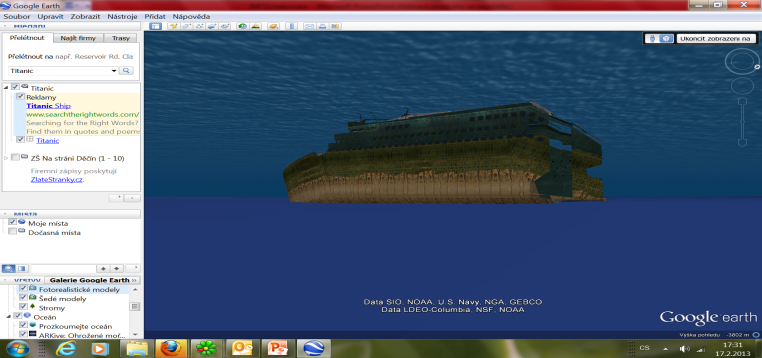 Google Earth
Soubor Upravit Zobrazit Nástroje Přidat Nápověda
Hledání
Přelétnout Najít firmy Trasy
Přelétnout na např. Reservoir Rd, Cla
Titanic
Titanic
Reklamy
Titanic Ship
www.searchtherightwords.com/
Searching for the Right Words?
Find them in quotes and poems
Titanic
ZŠ Na stráni Děčín (1 - 10)
Firemní zápisy poskytují
ZlateStranky.cz.
Místa
Moje místa
Dočasná místa
Vrstvy Galerie Google Earth »
Fotorealistické modely
Šedé modely
Stromy
Oceán
Prozkoumejte oceán
ARKive: Ohrožené moř...
Ukončit zobrazení na
Data SIO, NOAA, U.S. Navy, NGA, GEBCO
Data LDEO-Columbia, NSF, NOAA
Google earth
Výška pohledu -3802 m
CS
17:31
17.2.2013